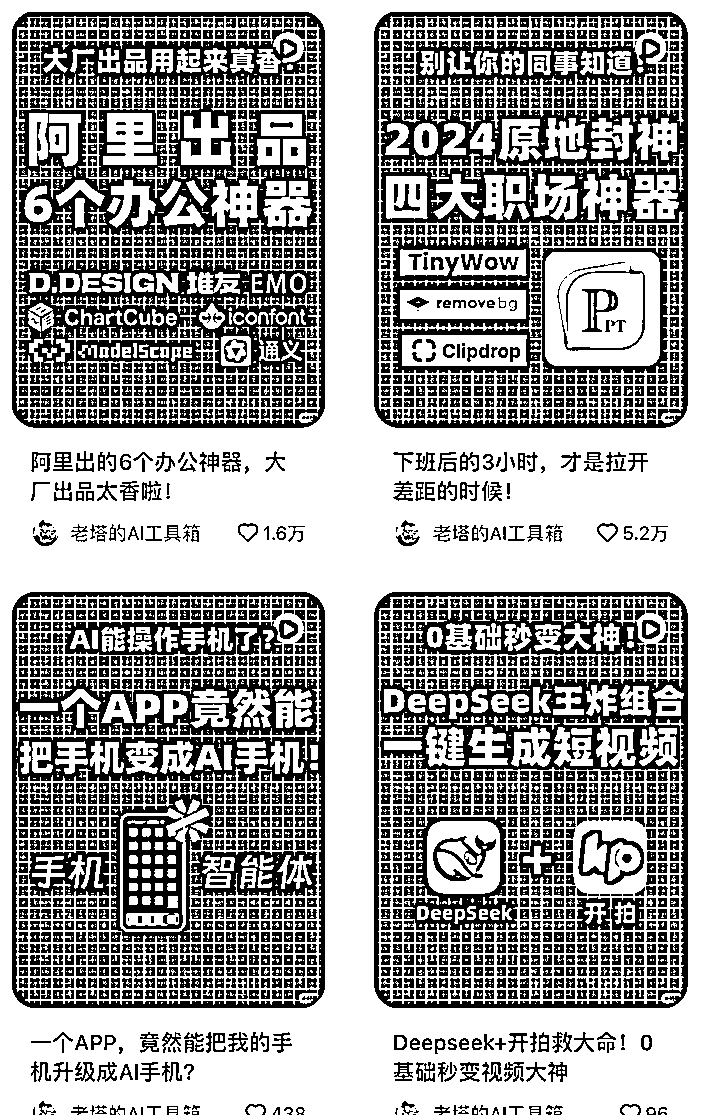 大厂出品用起来真香!
阿里出品
6个办公神器
D.DESIGN 堆友 EMO
ChartCube iconfont
ModelScope 通义
阿里出的6个办公神器，大
厂出品太香啦！
老塔的AI工具箱 1.6万
别让你的同事知道!
2024原地封神
四大职场神器
TinyWow
removebg
Clipdrop
P
PT
下班后的3小时，才是拉开
差距的时候！
老塔的AI工具箱 5.2万
AI能操作手机了?
一个APP竟然能
把手机变成AI手机!
手机 智能体
一个APP，竟然能把我的手
机升级成AI手机？
老塔的AI工具箱 438
0基础秒变大神!
DeepSeek王炸组合
一键生成短视频
DeepSeek + 开拍
Deepseek+开拍救大命！0
基础秒变视频大神
老塔的AI工具箱 96